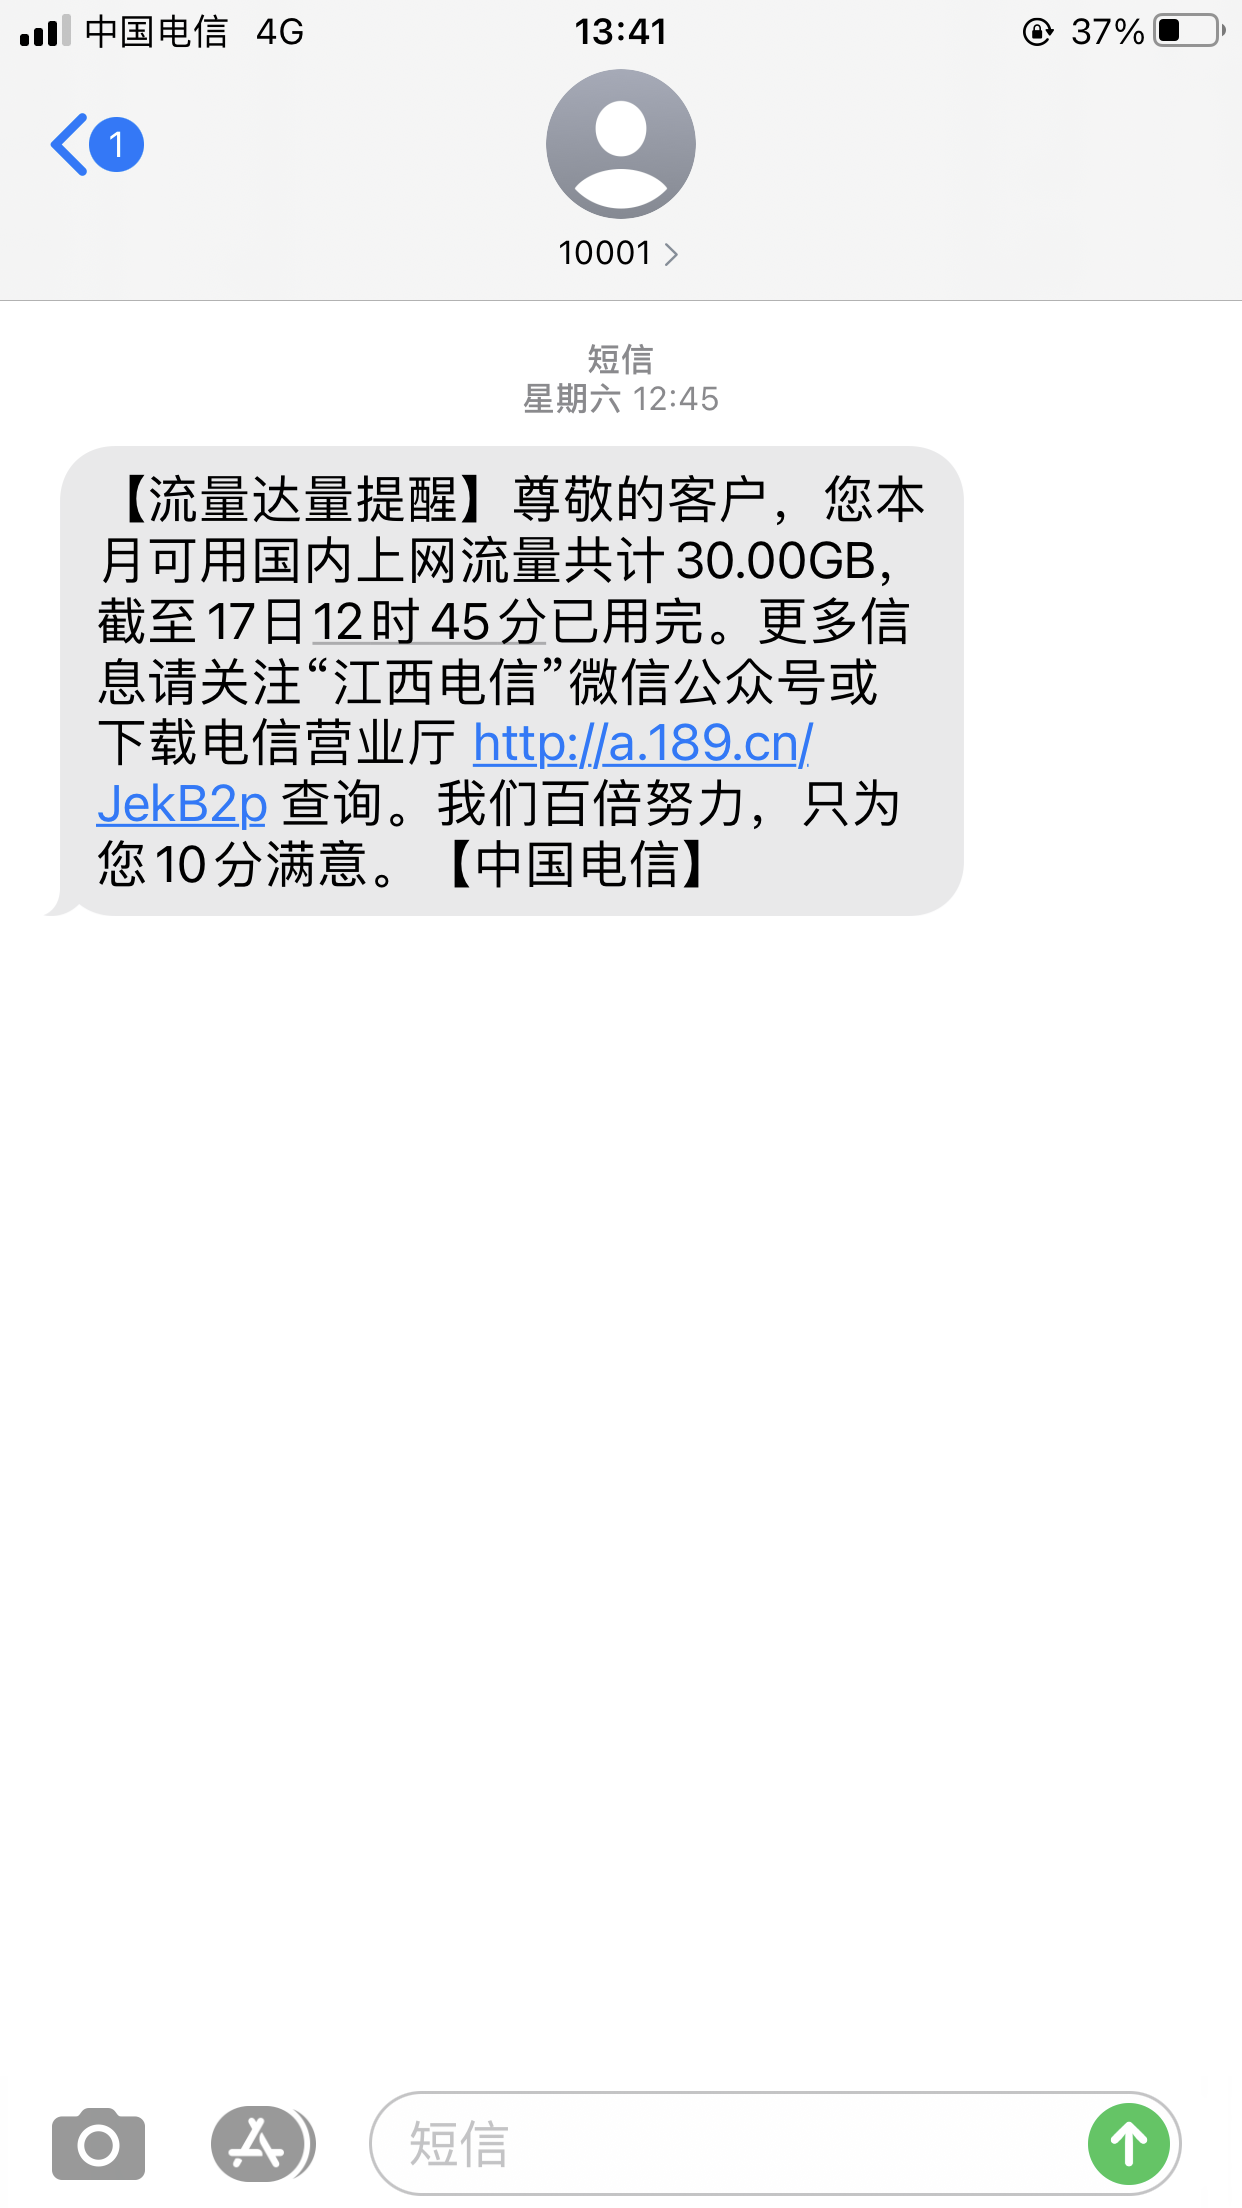 中国电信 4G 13:41 37%
1
10001
短信
星期六 12:45
【流量达量提醒】尊敬的客户，您本
月可用国内上网流量共计30.00GB，
截至17日12时45分已用完。更多信
息请关注“江西电信”微信公众号或
下载电信营业厅 http://a.189.cn/
JekB2p 查询。我们百倍努力，只为
您10分满意。【中国电信】
短信